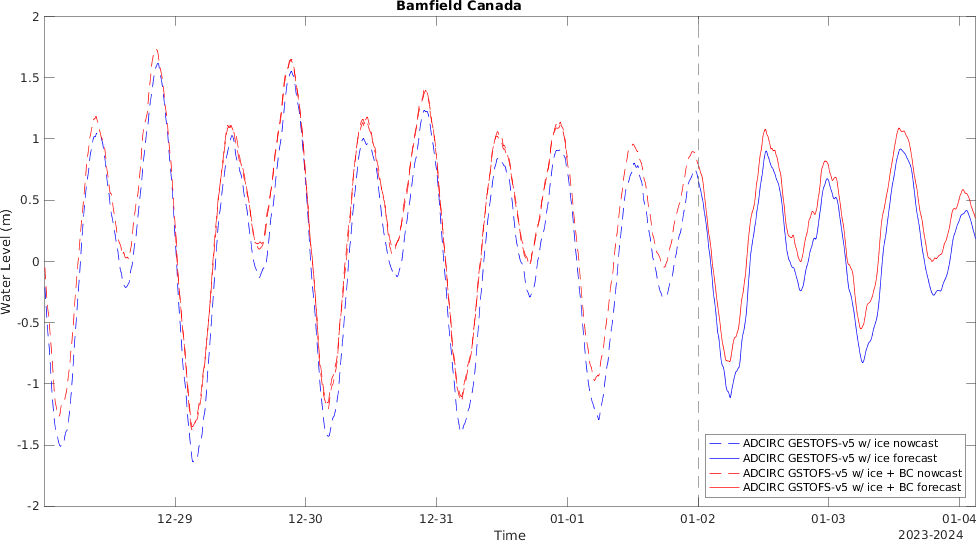 Bamfield Canada
2
1.5
1
0.5
0
-0.5
-1
-1.5
-2
Water Level (m)
12-29
12-30
12-31
01-01
01-02
01-03
01-04
Time
2023-2024
ADCIRC GESTOFS-v5 w/ ice nowcast
ADCIRC GESTOFS-v5 w/ ice forecast
ADCIRC GSTOFS-v5 w/ ice + BC nowcast
ADCIRC GSTOFS-v5 w/ ice + BC forecast